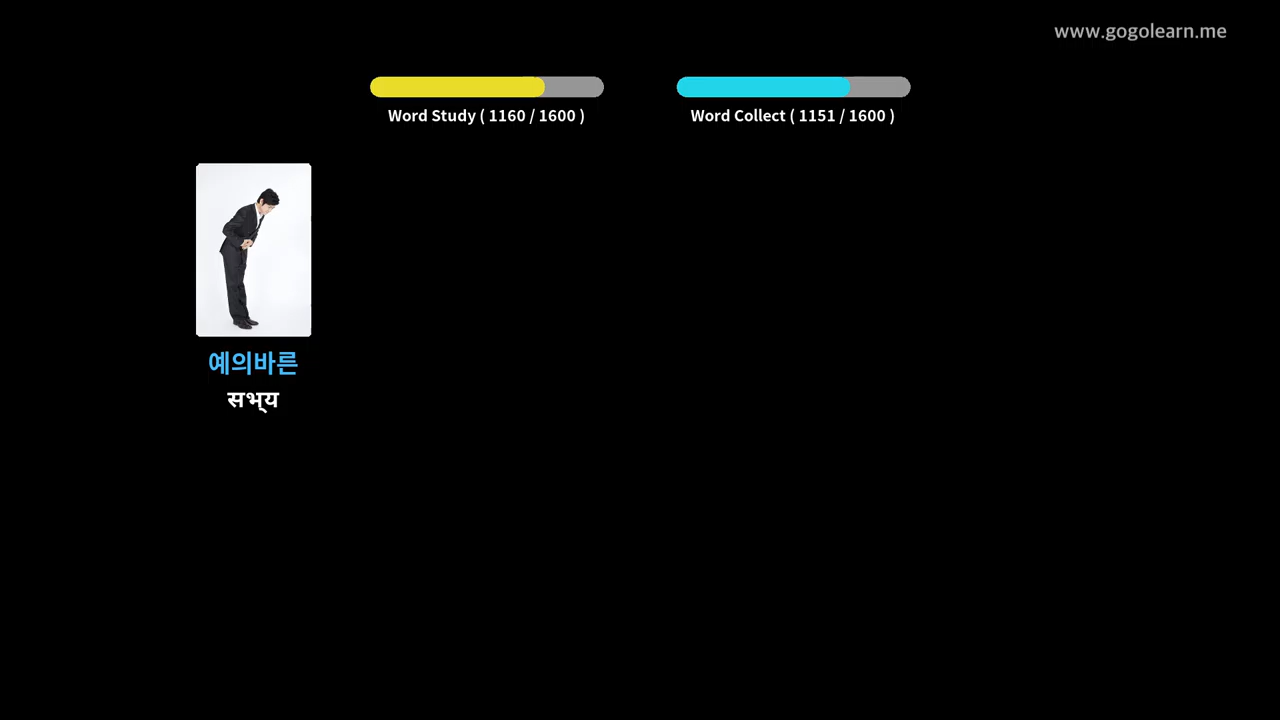 www.gogolearn.me
Word Study ( 1160 / 1600 )
Word Collect ( 1151 / 1600 )
예의바른
सभ्य